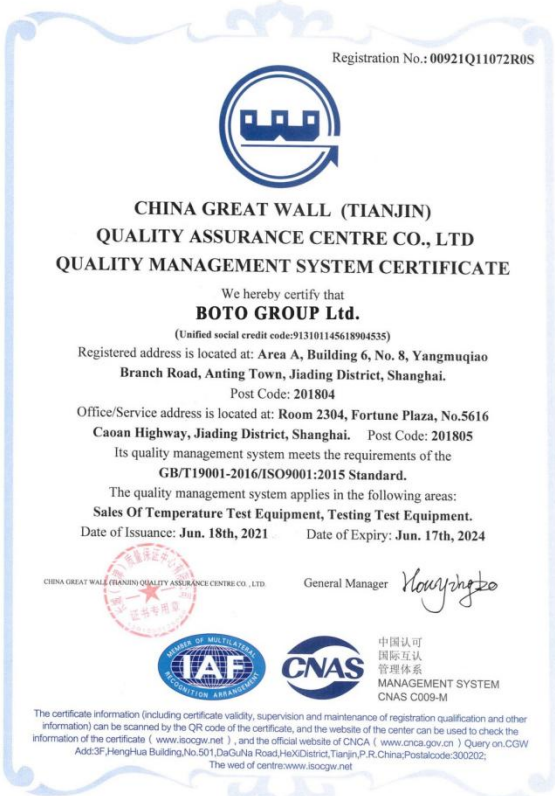 Registration No.: 00921Q11072R0S
CHINA GREAT WALL (TIANJIN)
QUALITY ASSURANCE CENTRE CO., LTD
QUALITY MANAGEMENT SYSTEM CERTIFICATE
We hereby certify that
BOTO GROUP Ltd.
(Unified social credit code:913101145618904535)
Registered address is located at: Area A, Building 6, No. 8, Yangmuqiao
Branch Road, Anting Town, Jiading District, Shanghai.
Post Code: 201804
Office/Service address is located at: Room 2304, Fortune Plaza, No.5616
Caoan Highway, Jiading District, Shanghai. Post Code: 201805
Its quality management system meets the requirements of the
GB/T19001-2016/ISO9001:2015 Standard.
The quality management system applies in the following areas:
Sales Of Temperature Test Equipment, Testing Test Equipment.
Date of Issuance: Jun. 18th, 2021 Date of Expiry: Jun. 17th, 2024
CHINA GREAT WALL (TIANJIN) QUALITY ASSURANCE CENTRE CO. , LTD.
证书专用章
General Manager
MEMBER OF MULTILATERAL
IAF
RECOGNITION ARRANGEMENT
CNAS
中国认可
国际互认
管理体系
MANAGEMENT SYSTEM
CNAS C009-M
The certificate information (including certificate validity, supervision and maintenance of registration qualification and other
information) can be scanned by the QR code of the certificate, and the website of the center can be used to check the
information of the certificate ( www.isocgw.net ) , and the official website of CNCA ( www.cnca.gov.cn ) Query on.CGW
Add:3F,HengHua Building,No.501,DaGuNa Road,HeXiDistrict,Tianjin,P.R.China;Postalcode:300202;
The wed of centre:www.isocgw.net